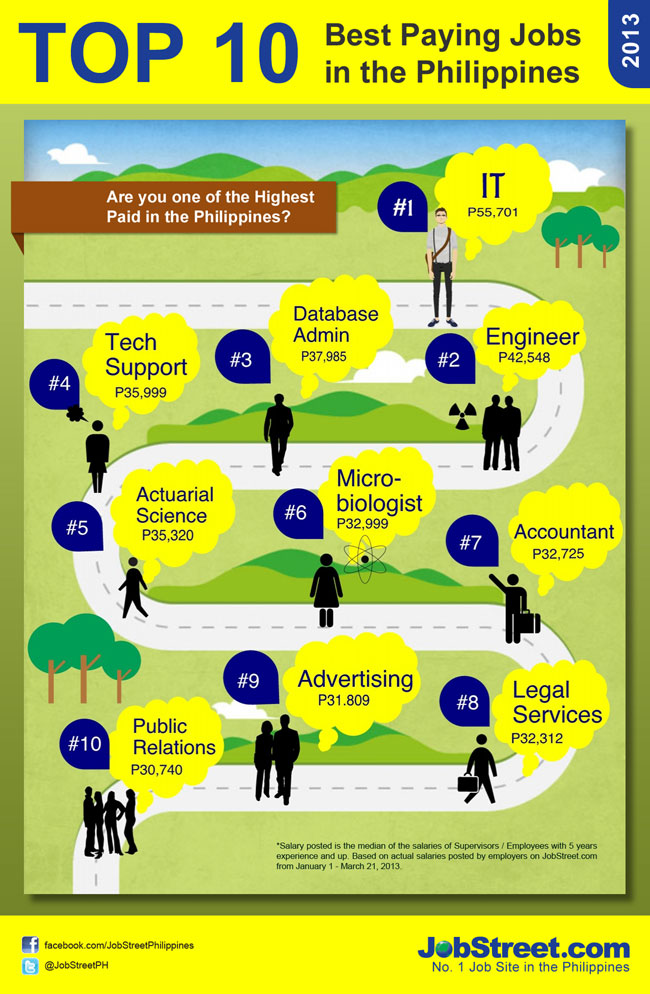 TOP 10
Best Paying Jobs
in the Philippines
2013
Are you one of the Highest
Paid in the Philippines?
#1
IT
P55,701
#2
Engineer
P42,548
#3
Database
Admin
P37,985
#4
Tech
Support
P35,999
#5
Actuarial
Science
P35,320
#6
Micro-
biologist
P32,999
#7
Accountant
P32,725
#8
Legal
Services
P32,312
#9
Advertising
P31.809
#10
Public
Relations
P30,740
*Salary posted is the median of the salaries of Supervisors / Employees with 5 years
experience and up. Based on actual salaries posted by employers on JobStreet.com
from January 1 - March 21, 2013.
facebook.com/JobStreetPhilippines
@JobStreetPH
JobStreet.com
No. 1 Job Site in the Philippines